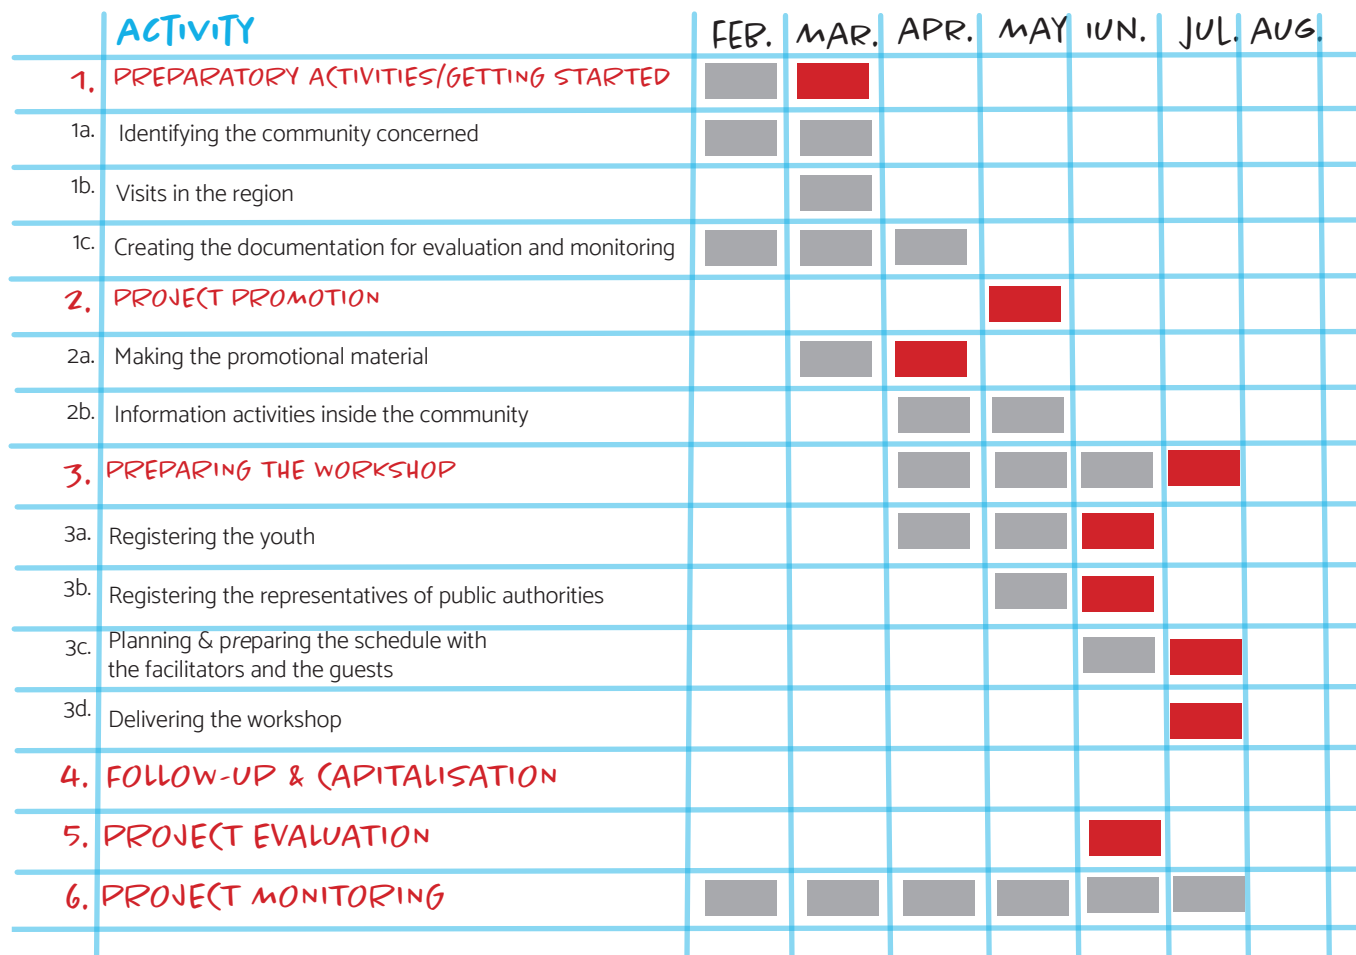 ACTIVITY FEB. MAR. APR. MAY IUN. JUL. AUG.
1. PREPARATORY ACTIVITIES/GETTING STARTED
1a. Identifying the community concerned
1b. Visits in the region
1c. Creating the documentation for evaluation and monitoring
2. PROJECT PROMOTION
2a. Making the promotional material
2b. Information activities inside the community
3. PREPARING THE WORKSHOP
3a. Registering the youth
3b. Registering the representatives of public authorities
3c. Planning & preparing the schedule with
the facilitators and the guests
3d. Delivering the workshop
4. FOLLOW-UP & CAPITALISATION
5. PROJECT EVALUATION
6. PROJECT MONITORING